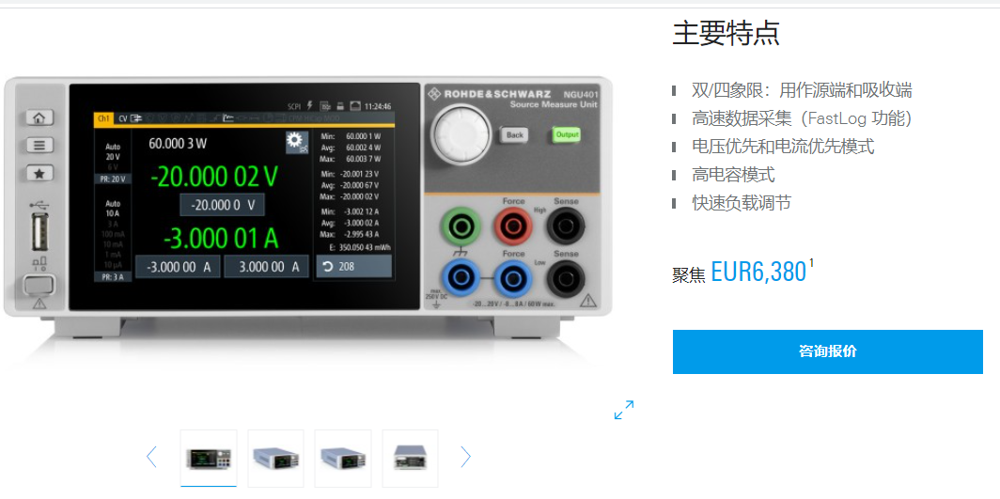 主要特点
双/四象限：用作源端和吸收端
高速数据采集（FastLog 功能）
电压优先和电流优先模式
高电容模式
快速负载调节
聚焦 EUR6,380¹
咨询报价
SCPI 11:24:46
Ch1 CV
Auto
20 V
6 V
PR: 20 V
Auto
10 A
3 A
100 mA
10 mA
1 mA
10 µA
PR: 3 A
60.000 3 W
-20.000 02 V
-20.000 0 V
-3.000 01 A
-3.000 00 A
3.000 00 A
Min: 60.000 1 W
Avg: 60.002 4 W
Max: 60.003 7 W
Min: -20.001 23 V
Avg: -20.000 67 V
Max: -20.000 02 V
Min: -3.002 12 A
Avg: -3.000 02 A
Max: -2.995 43 A
E: 350.050 43 mWh
208
ROHDE&SCHWARZ NGU401
Source Measure Unit
Back
Output
Force Sense
High
Force Sense
Low
max.
250V DC
-20...20V / -8...8A / 60W max.